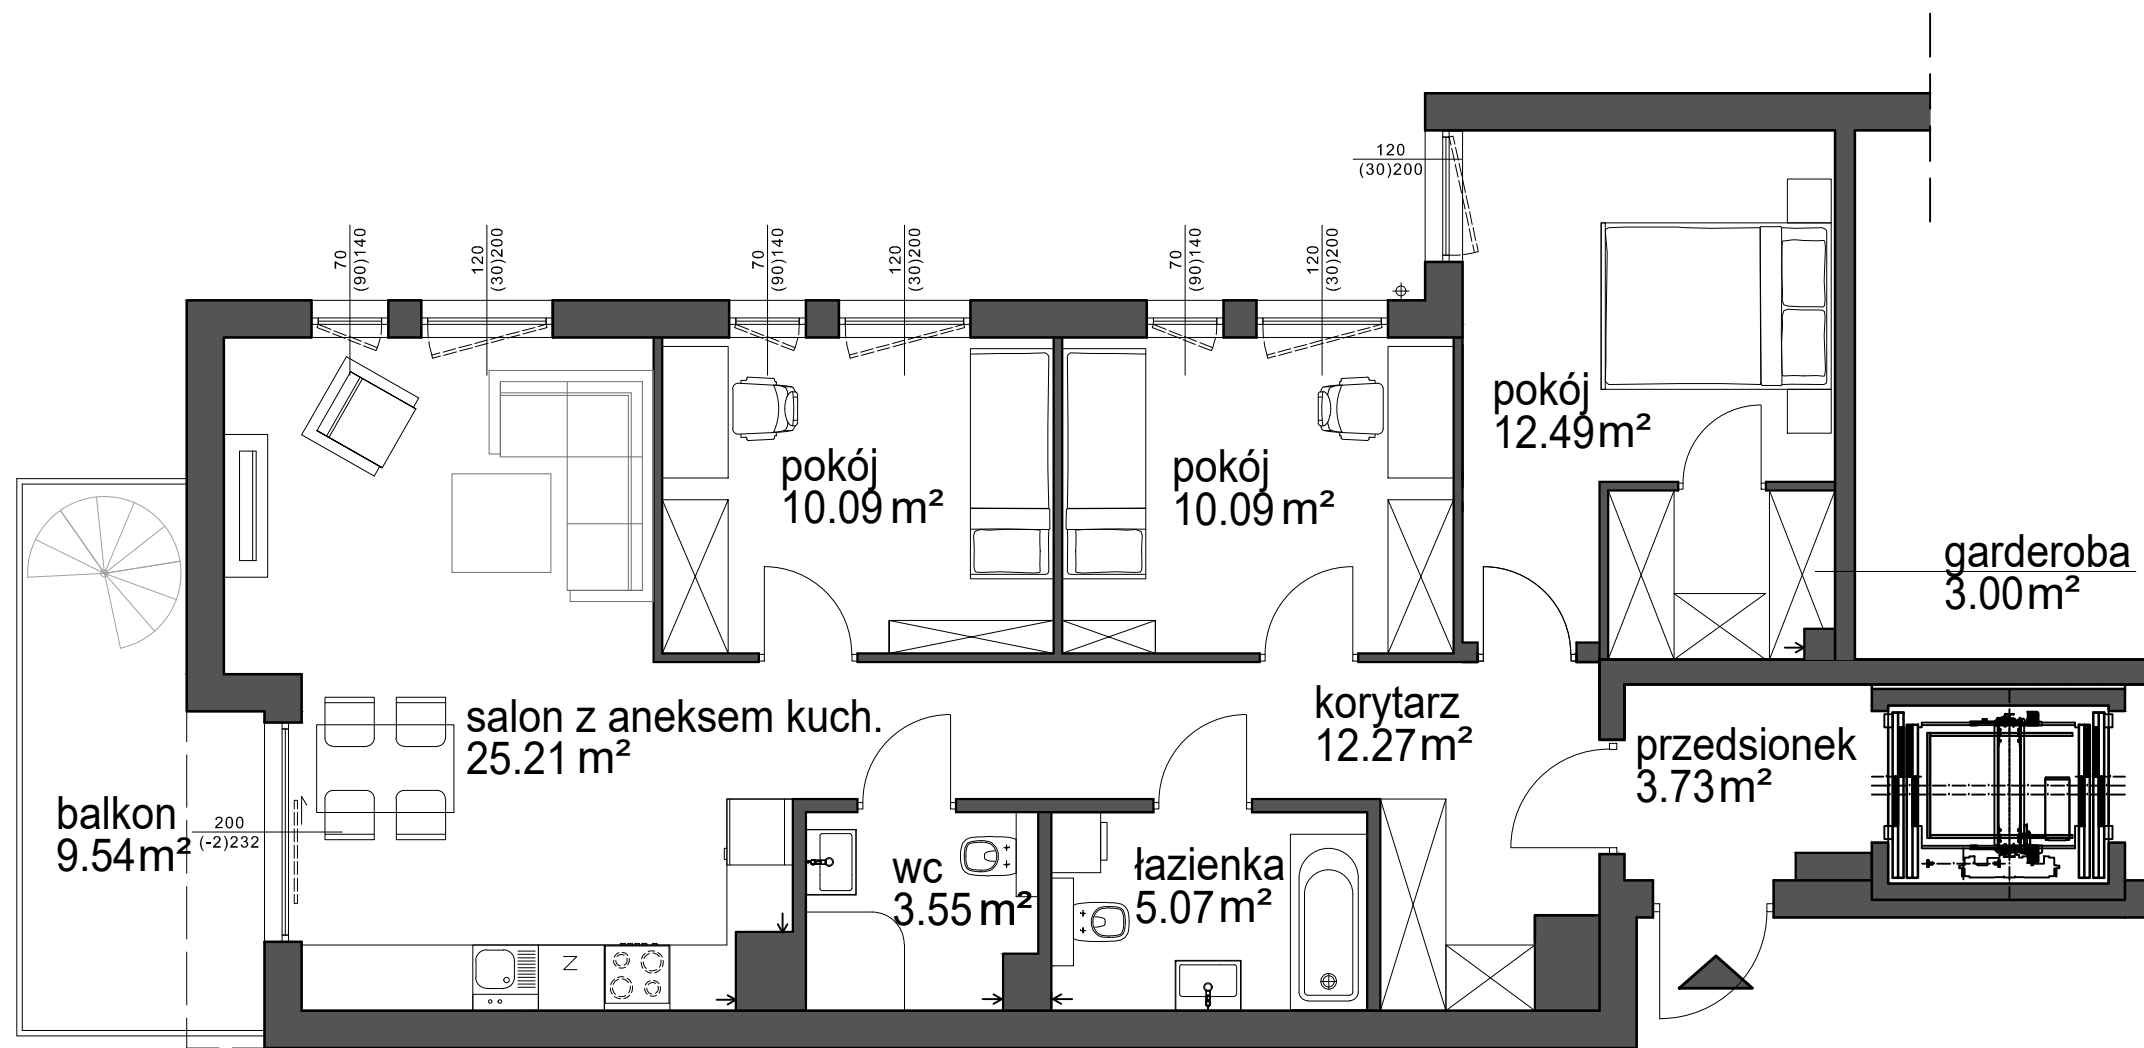 120
(30)200
70
(90)140
120
(30)200
70
(90)140
120
(30)200
70
(90)140
120
(30)200
pokój
12.49 m²
pokój
10.09 m²
pokój
10.09 m²
garderoba
3.00 m²
salon z aneksem kuch.
25.21 m²
korytarz
12.27 m²
przedsionek
3.73 m²
balkon
9.54 m²
200
(-2)232
wc
3.55 m²
łazienka
5.07 m²
Z